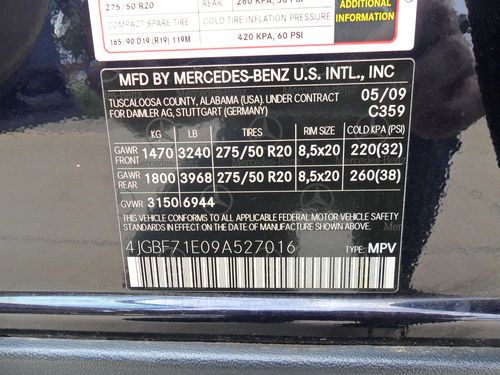 275/50 R20 REAR 260 KPA, 38 PSI
ADDITIONAL
INFORMATION
COMPACT SPARE TIRE COLD TIRE INFLATION PRESSURE
165/90 D19 (R19) 119M 420 KPA, 60 PSI
MFD BY MERCEDES-BENZ U.S. INTL., INC
TUSCALOOSA COUNTY, ALABAMA (USA). UNDER CONTRACT 05/09
FOR DAIMLER AG, STUTTGART (GERMANY) C359
KG LB TIRES RIM SIZE COLD KPA (PSI)
GAWR FRONT 1470 3240 275/50 R20 8,5x20 220(32)
GAWR REAR 1800 3968 275/50 R20 8,5x20 260(38)
GVWR 3150 6944
THIS VEHICLE CONFORMS TO ALL APPLICABLE FEDERAL MOTOR VEHICLE SAFETY
STANDARDS IN EFFECT ON THE DATE OF MANUFACTURE SHOWN ABOVE.
4JGBF71E09A527016 TYPE: MPV